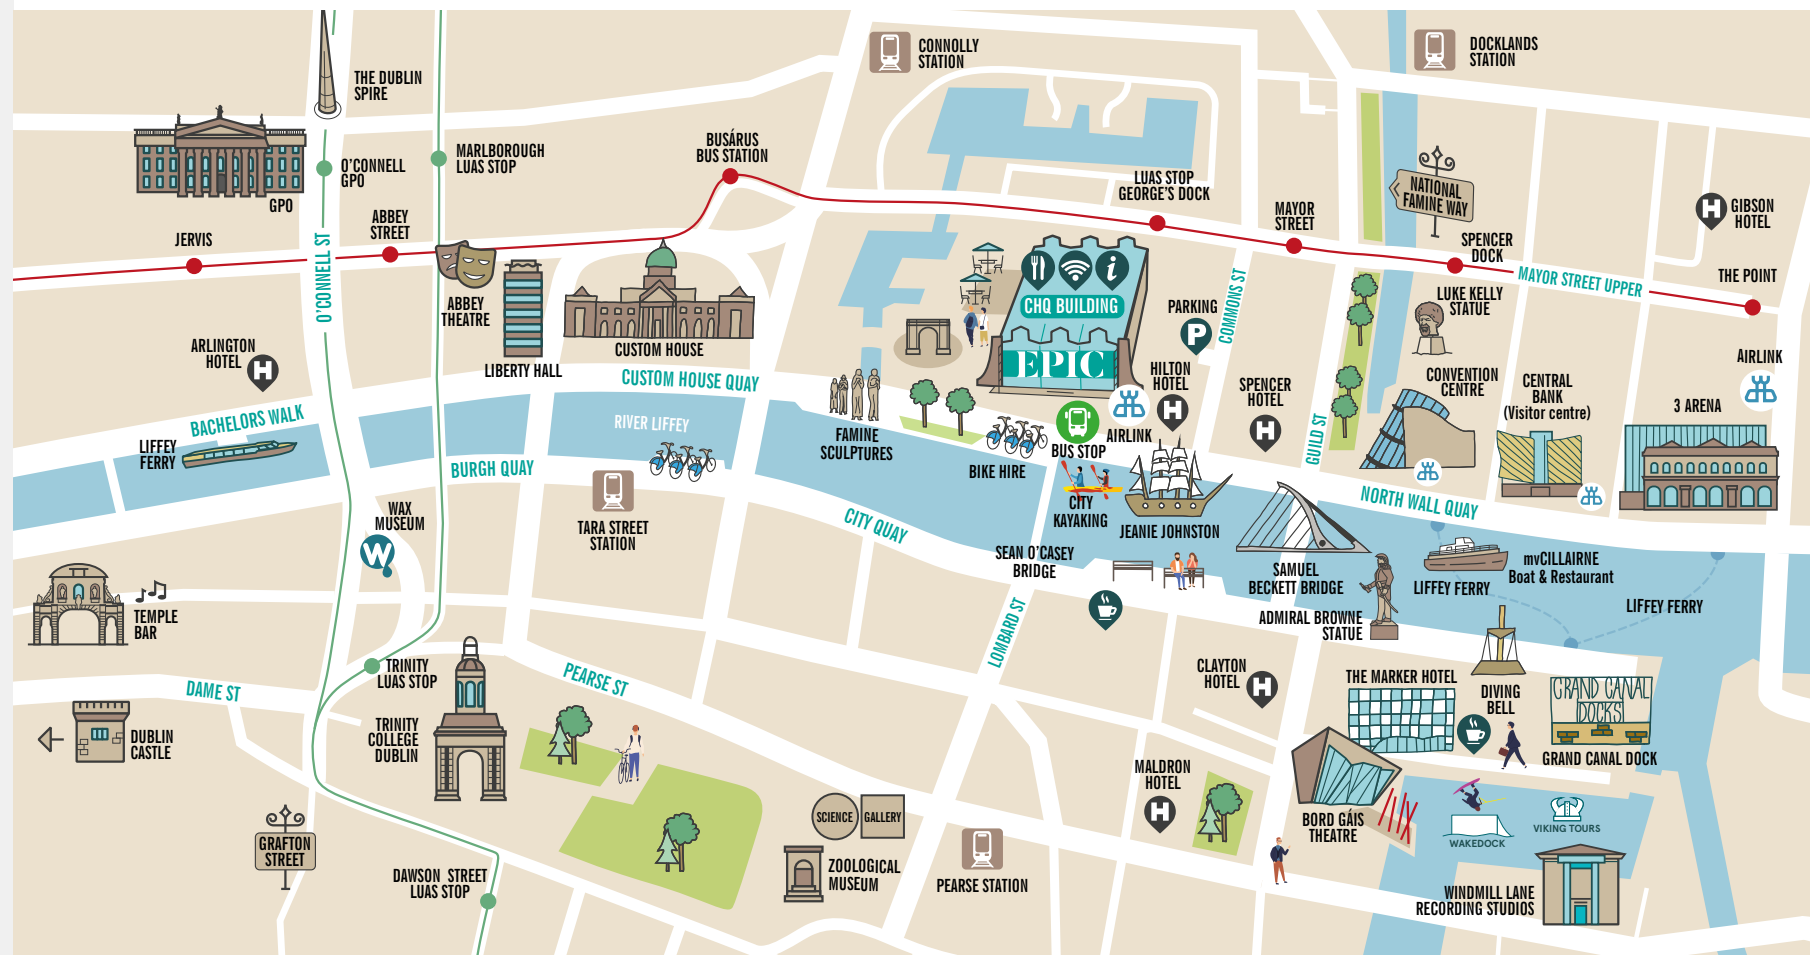 CONNOLLY
STATION
DOCKLANDS
STATION
THE DUBLIN
SPIRE
BUSÁRUS
BUS STATION
MARLBOROUGH
LUAS STOP
O'CONNELL
GPO
GPO
LUAS STOP
GEORGE'S DOCK
NATIONAL
FAMINE WAY
GIBSON
HOTEL
MAYOR
STREET
ABBEY
STREET
JERVIS
O'CONNELL ST
SPENCER
DOCK
MAYOR STREET UPPER
THE POINT
ABBEY
THEATRE
CHQ BUILDING
PARKING
P
COMMONS ST
LUKE KELLY
STATUE
ARLINGTON
HOTEL
H
LIBERTY HALL
CUSTOM HOUSE
CUSTOM HOUSE QUAY
EPIC
HILTON
HOTEL
H
SPENCER
HOTEL
H
CONVENTION
CENTRE
CENTRAL
BANK
(Visitor centre)
AIRLINK
3 ARENA
H
i
BACHELORS WALK
LIFFEY
FERRY
RIVER LIFFEY
BURGH QUAY
FAMINE
SCULPTURES
BIKE HIRE
BUS STOP
AIRLINK
GUILD ST
CITY
KAYAKING
JEANIE JOHNSTON
NORTH WALL QUAY
WAX
MUSEUM
W
TARA STREET
STATION
CITY QUAY
SEAN O'CASEY
BRIDGE
SAMUEL
BECKETT BRIDGE
LIFFEY FERRY
mvCILLAIRNE
Boat & Restaurant
LIFFEY FERRY
ADMIRAL BROWNE
STATUE
TEMPLE
BAR
LOMBARD ST
TRINITY
LUAS STOP
DAME ST
PEARSE ST
CLAYTON
HOTEL
H
THE MARKER HOTEL
DIVING
BELL
GRAND CANAL
DOCKS
GRAND CANAL DOCK
DUBLIN
CASTLE
TRINITY
COLLEGE
DUBLIN
MALDRON
HOTEL
H
SCIENCE
GALLERY
BORD GÁIS
THEATRE
WAKEDOCK
VIKING TOURS
GRAFTON
STREET
DAWSON STREET
LUAS STOP
ZOOLOGICAL
MUSEUM
PEARSE STATION
WINDMILL LANE
RECORDING STUDIOS